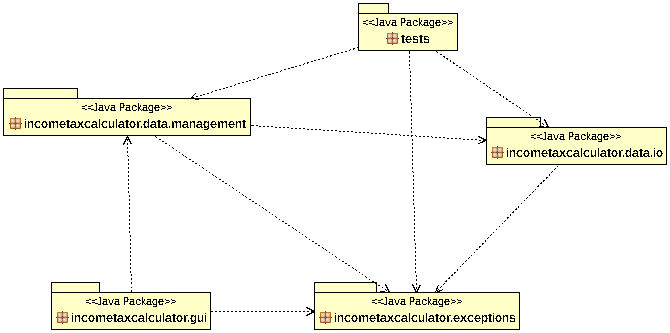 <<Java Package>>
tests
<<Java Package>>
incometaxcalculator.data.management
<<Java Package>>
incometaxcalculator.data.io
<<Java Package>>
incometaxcalculator.gui
<<Java Package>>
incometaxcalculator.exceptions